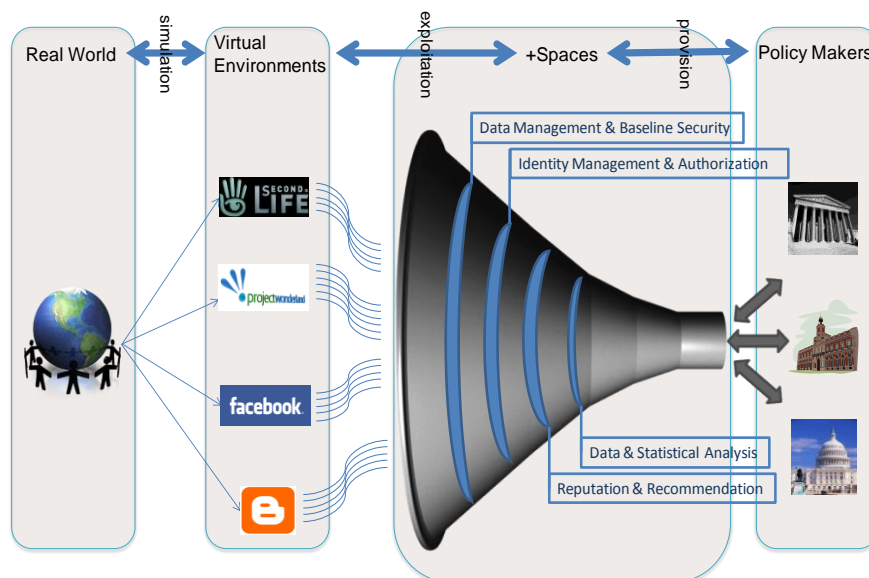 Real World
simulation
Virtual
Environments
exploitation
+Spaces
provision
Policy Makers
Data Management & Baseline Security
Identity Management & Authorization
SECOND
LIFE
projectwonderland
facebook
Data & Statistical Analysis
Reputation & Recommendation